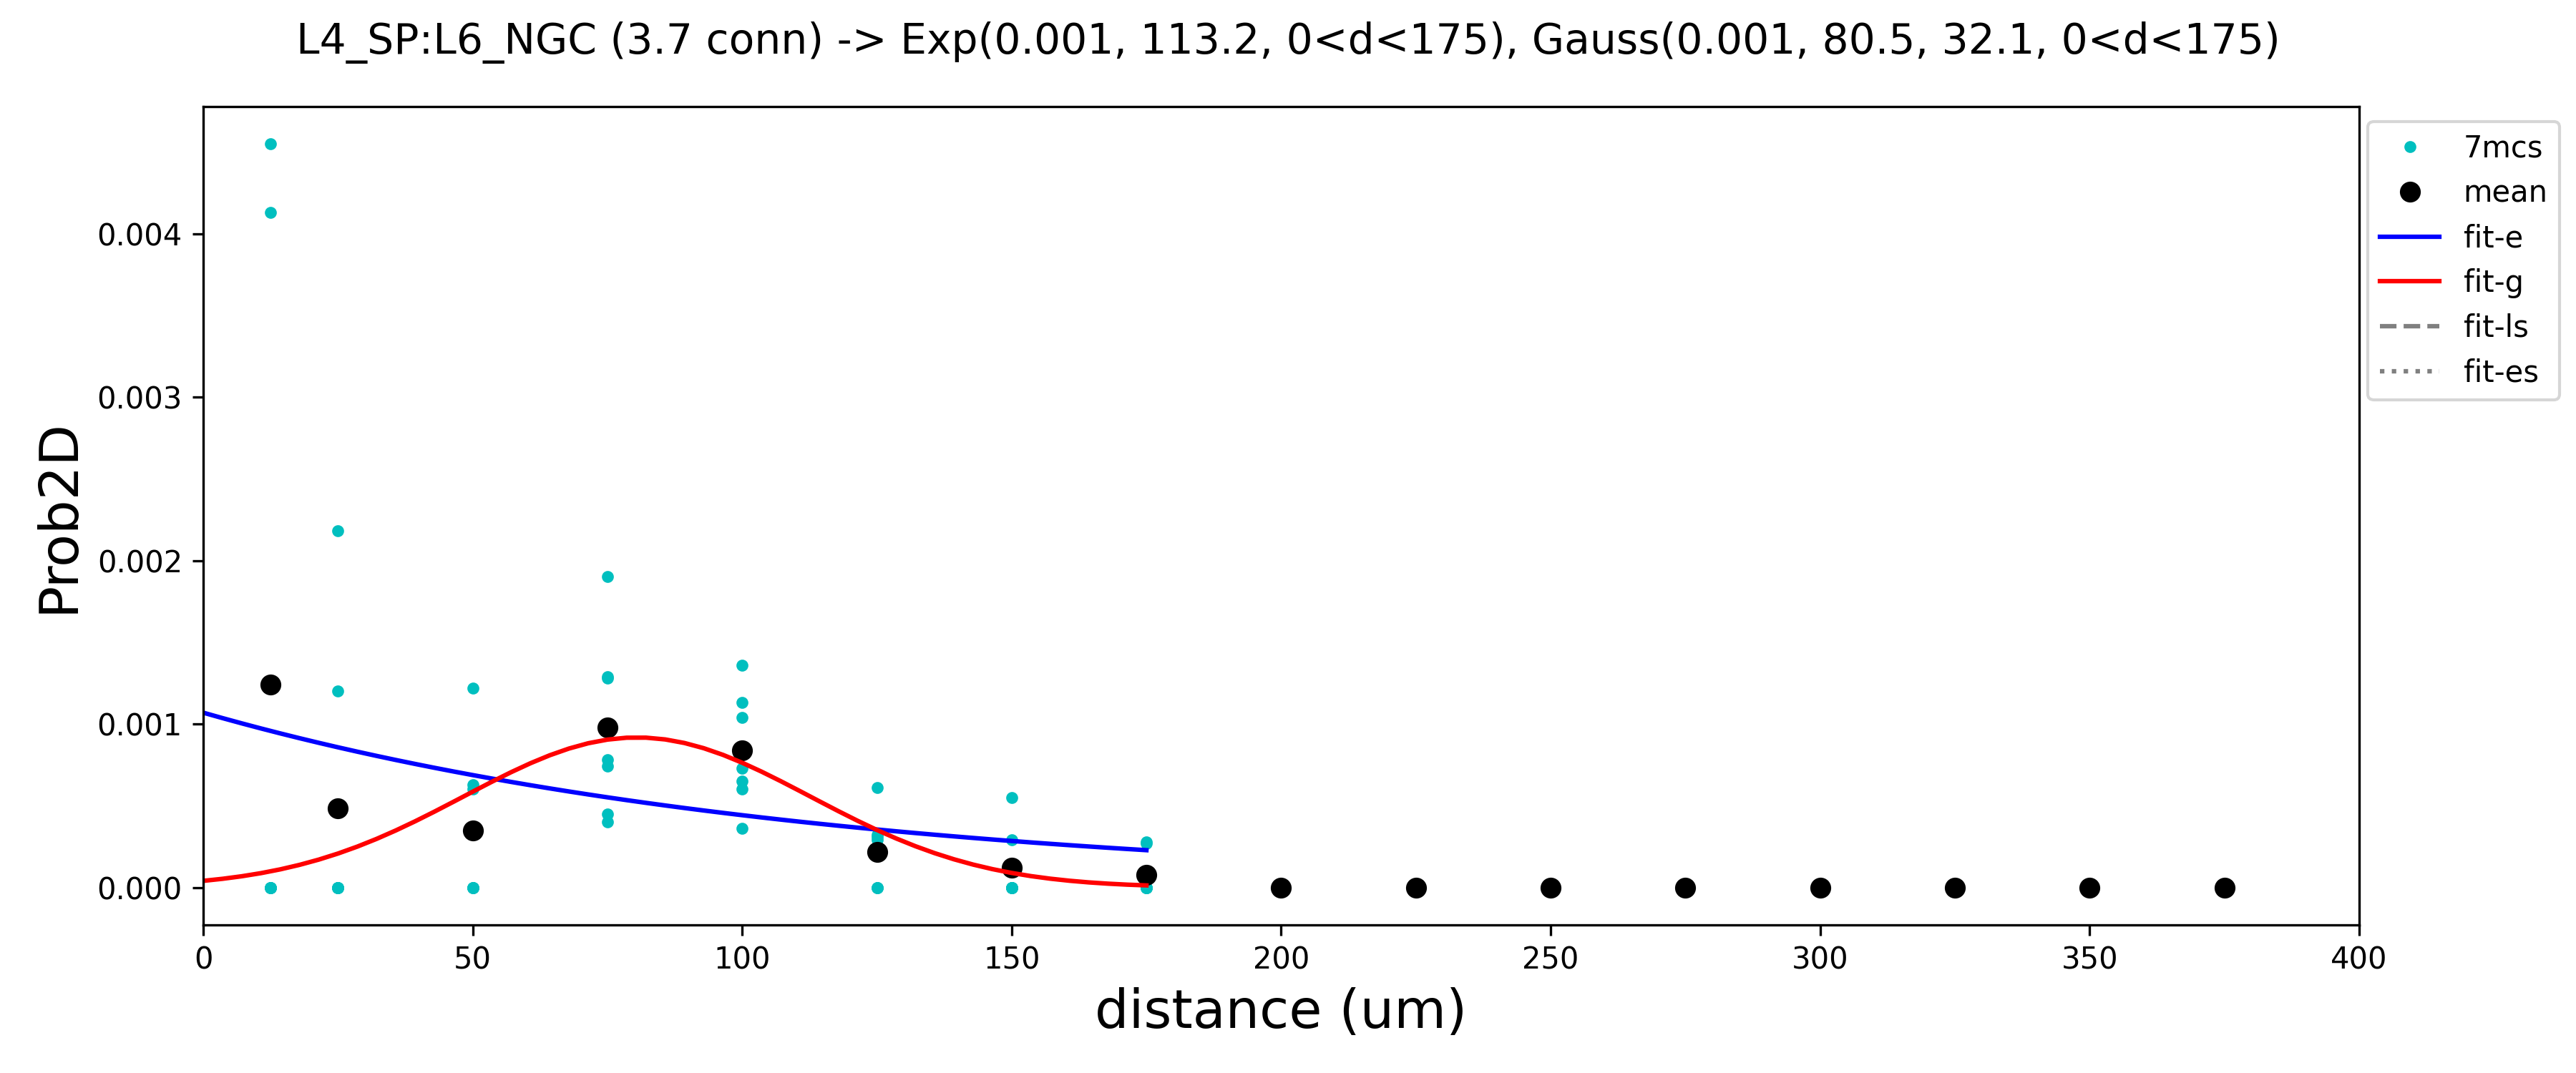 L4_SP:L6_NGC (3.7 conn) -> Exp(0.001, 113.2, 0<d<175), Gauss(0.001, 80.5, 32.1, 0<d<175)
7mcs
mean
fit-e
fit-g
fit-ls
fit-es
Prob2D
0.004
0.003
0.002
0.001
0.000
0 50 100 150 200 250 300 350 400
distance (um)